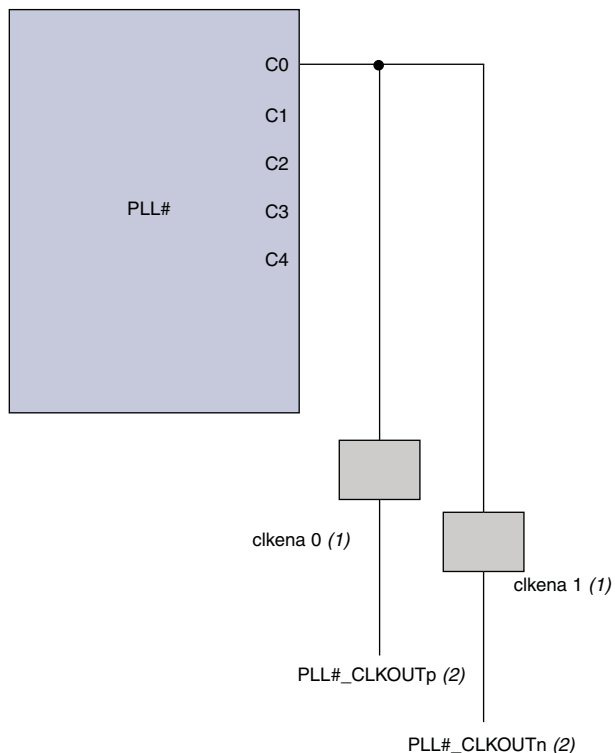 C0
C1
C2
PLL#
C3
C4
clkena 0 (1)
clkena 1 (1)
PLL#_CLKOUTp (2)
PLL#_CLKOUTn (2)